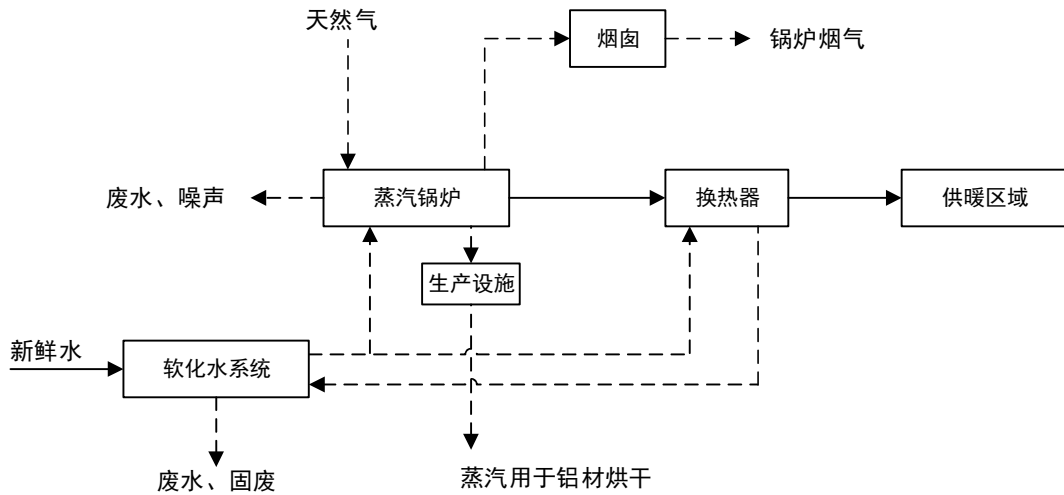 天然气
烟囱
锅炉烟气
废水、噪声
蒸汽锅炉
换热器
供暖区域
生产设施
新鲜水
软化水系统
废水、固废
蒸汽用于铝材烘干